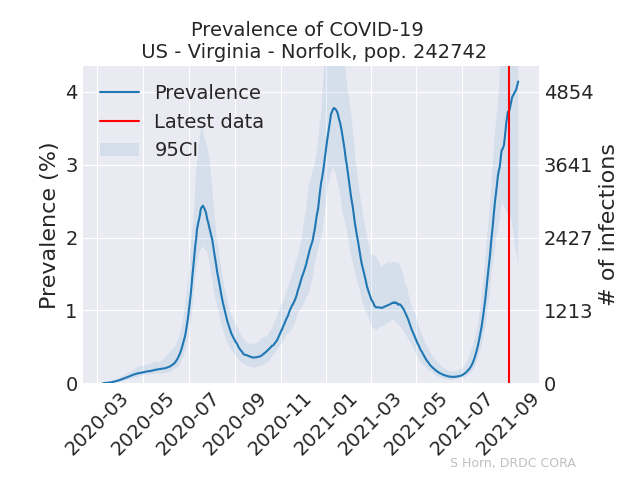 Prevalence of COVID-19
US - Virginia - Norfolk, pop. 242742
Prevalence
Latest data
95CI
Prevalence (%)
4
3
2
1
0
4854
3641
2427
1213
0
# of infections
2020-03
2020-05
2020-07
2020-09
2020-11
2021-01
2021-03
2021-05
2021-07
2021-09
S Horn, DRDC CORA